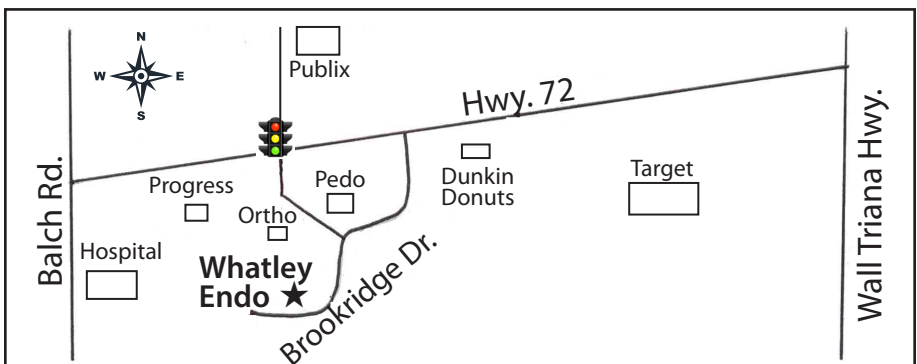 N
W E
S
Publix
Hwy. 72
Balch Rd.
Progress
Pedo
Dunkin
Donuts
Target
Wall Triana Hwy.
Ortho
Hospital
Whatley
Endo
Brookridge Dr.